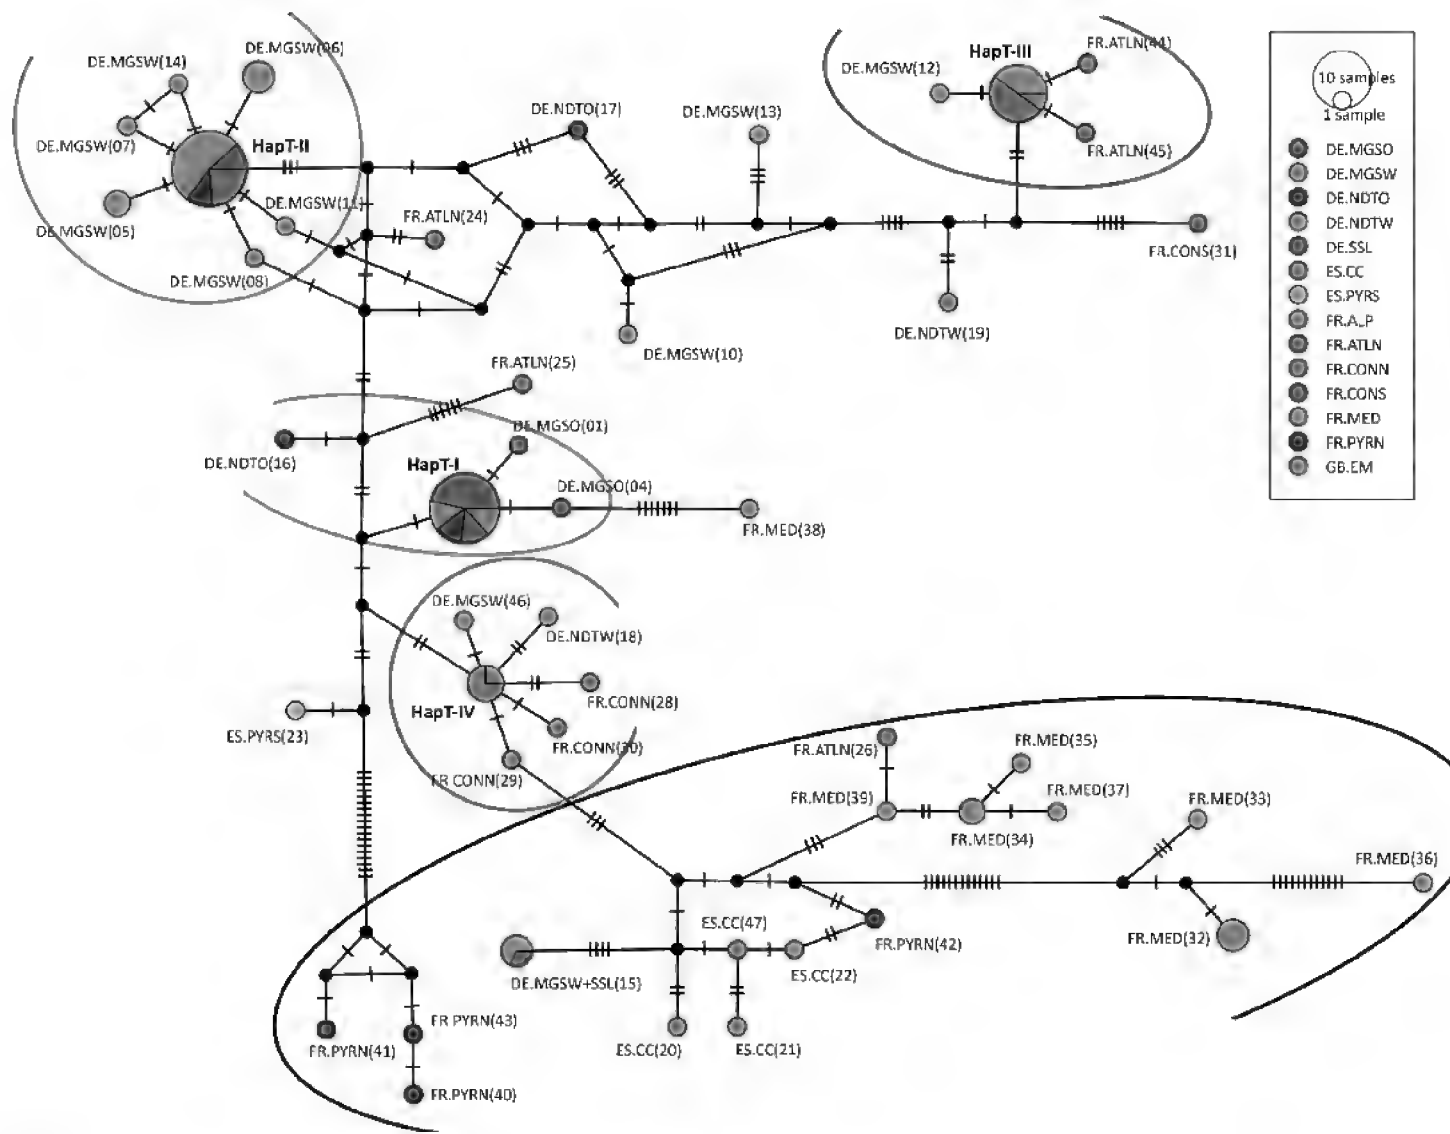 DE.MGSW(06)
DE.MGSW(14)
DE.MGSW(07)
HapT-II
DE.MGSW(05)
DE.MGSW(11)
DE.MGSW(08)
FR.ATLN(24)
DE.NDTO(17)
DE.MGSW(13)
DE.MGSW(10)
HapT-III
FR.ATLN(44)
DE.MGSW(12)
FR.ATLN(45)
FR.CONS(31)
DE.NDTW(19)
10 samples
1 sample
DE.MGSO
DE.MGSW
DE.NDTO
DE.NDTW
DE.SSL
ES.CC
ES.PYRS
FR.ALP
FR.ATLN
FR.CONN
FR.CONS
FR.MED
FR.PYRN
GB.EM
FR.ATLN(25)
DE.MGSO(01)
DE.NDTO(16)
HapT-I
DE.MGSO(04)
FR.MED(38)
DE.MGSW(46)
DE.NDTW(18)
FR.CONN(28)
HapT-IV
FR.CONN(30)
FR.CONN(29)
ES.PYRS(23)
FR.ATLN(26)
FR.MED(35)
FR.MED(39)
FR.MED(37)
FR.MED(34)
FR.MED(33)
FR.MED(36)
FR.MED(32)
ES.CC(47)
FR.PYRN(42)
DE.MGSW+SSL(15)
ES.CC(22)
ES.CC(20)
ES.CC(21)
FR.PYRN(43)
FR.PYRN(41)
FR.PYRN(40)